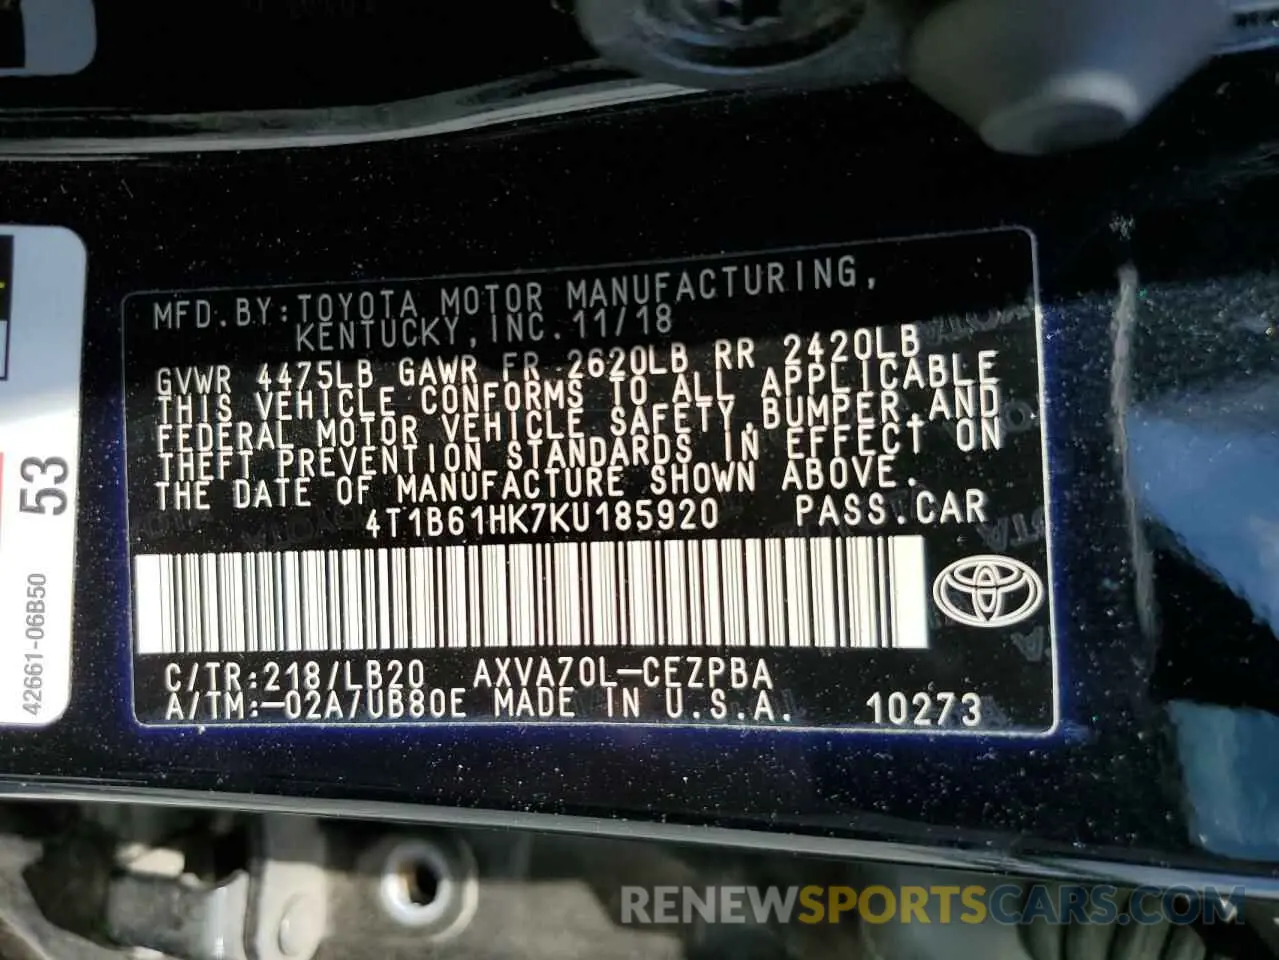 MFD.BY:TOYOTA MOTOR MANUFACTURING,
KENTUCKY,INC.11/18
GVWR 4475LB GAWR FR 2620LB RR 2420LB
THIS VEHICLE CONFORMS TO ALL APPLICABLE
FEDERAL MOTOR VEHICLE SAFETY,BUMPER,AND
THEFT PREVENTION STANDARDS IN EFFECT ON
THE DATE OF MANUFACTURE SHOWN ABOVE.
4T1B61HK7KU185920 PASS.CAR
C/TR:218/LB20 AXVA70L-CEZPBA
A/TM:-02A/UB80E MADE IN U.S.A. 10273
53
42661-06B50
RENEWSPORTSCARS.COM